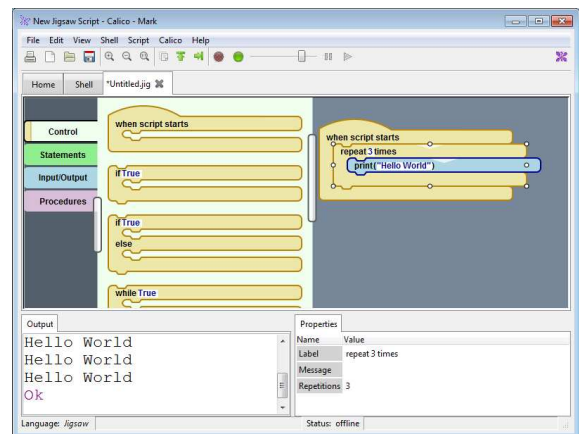 New Jigsaw Script - Calico - Mark
File Edit View Shell Script Calico Help
Home Shell *Untitled.jig
Control
Statements
Input/Output
Procedures
when script starts
if True
if True
else
while True
when script starts
repeat 3 times
print("Hello World")
Output
Hello World
Hello World
Hello World
Ok
Properties
Name Value
Label repeat 3 times
Message
Repetitions 3
Language: Jigsaw Status: offline